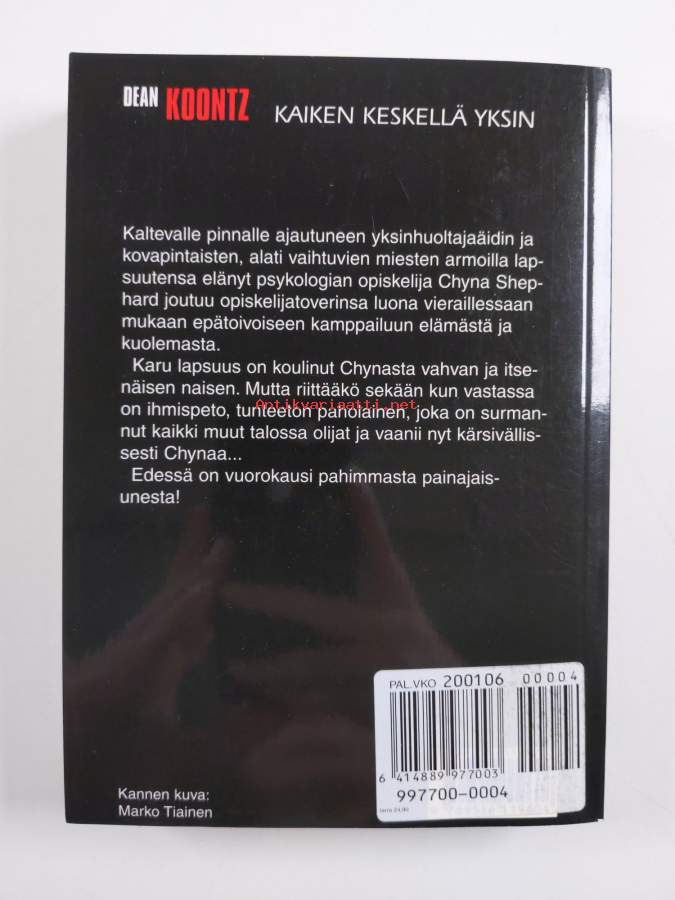 DEAN KOONTZ KAIKEN KESKELLÄ YKSIN
Kaltevalle pinnalle ajautuneen yksinhuoltajaäidin ja
kovapintaisten, alati vaihtuvien miesten armoilla lap-
suutensa elänyt psykologian opiskelija Chyna Shep-
hard joutuu opiskelijatoverinsa luona vieraillessaan
mukaan epätoivoiseen kamppailuun elämästä ja
kuolemasta.
Karu lapsuus on koulinut Chynasta vahvan ja itse-
näisen naisen. Mutta riittääkö sekään kun vastassa
Antikvariaatti.net
on ihmispeto, tunteeton paholainen, joka on surman-
nut kaikki muut talossa olijat ja vaanii nyt kärsivällis-
sesti Chynaa...
Edessä on vuorokausi pahimmasta painajais-
unesta!
PAL.VKO 200106 00004
6 414889 977003
997700-0004
Kannen kuva:
Marko Tiainen